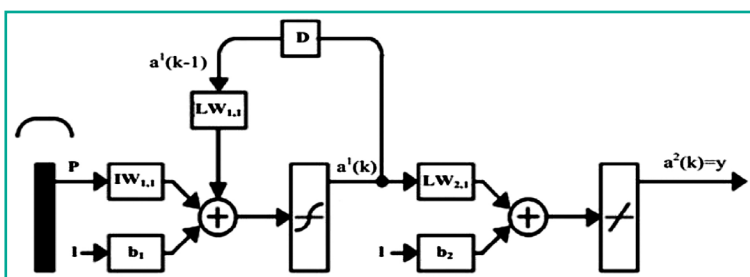 D
a¹(k-1)
LW₁,₁
P
IW₁,₁
a¹(k)
LW₂,₁
a²(k)=y
1
b₁
1
b₂